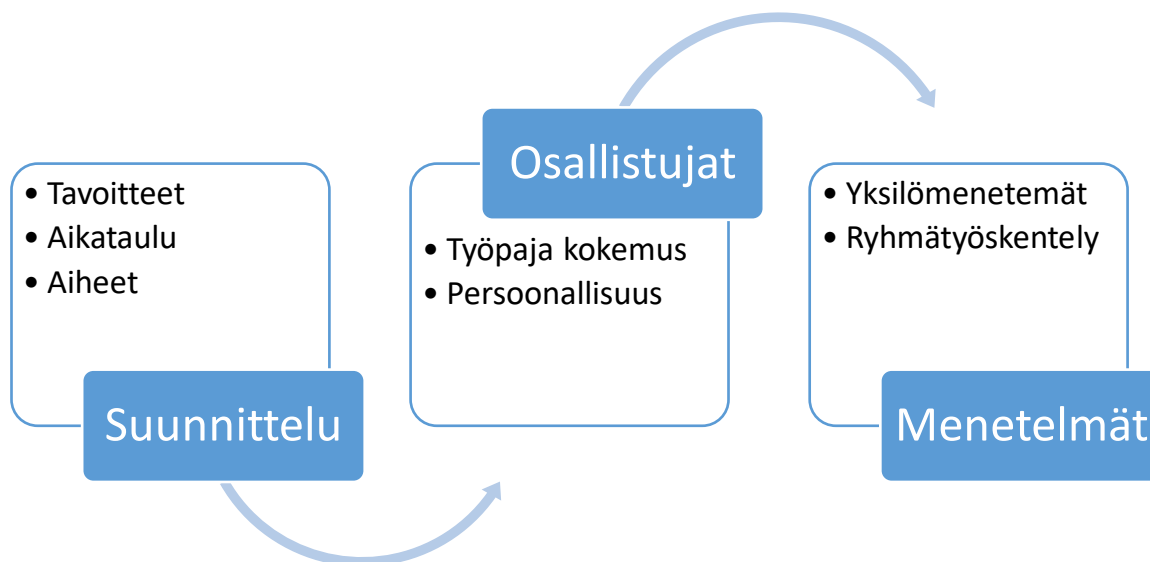 • Tavoitteet
• Aikataulu
• Aiheet
Suunnittelu
Osallistujat
• Työpaja kokemus
• Persoonallisuus
• Yksilömenetemät
• Ryhmätyöskentely
Menetelmät